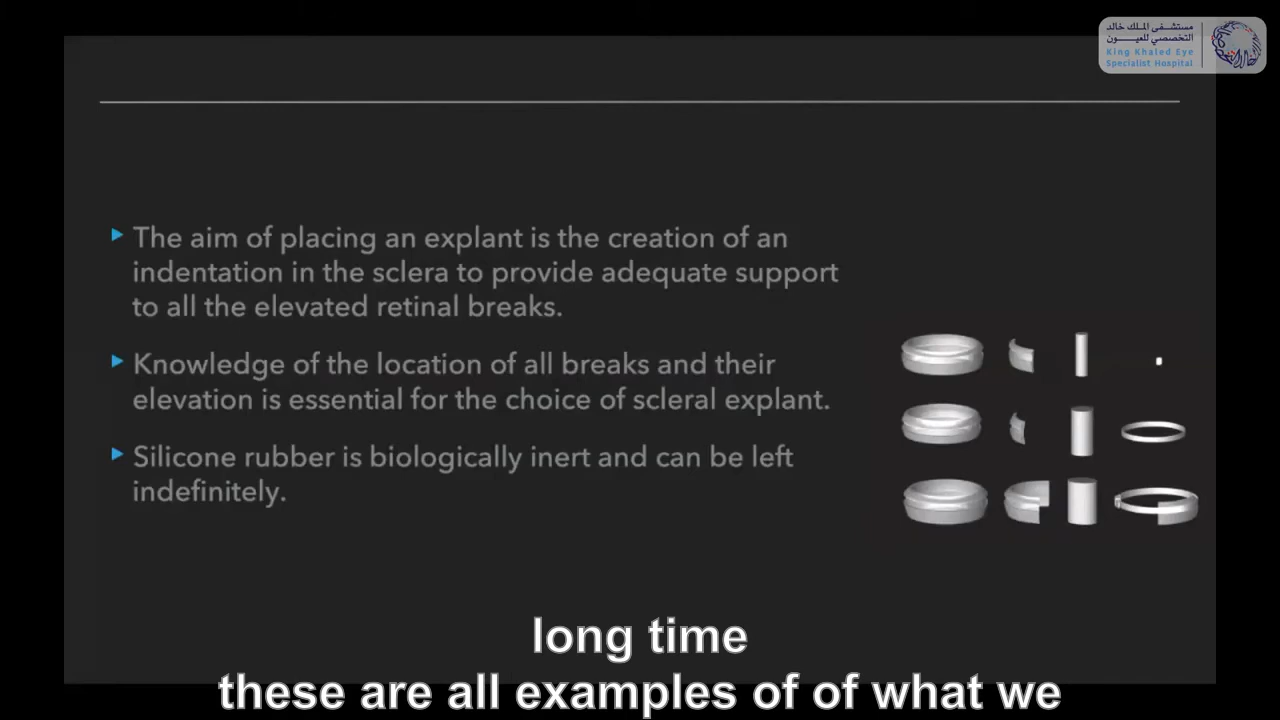 مستشفى الملك خالد
التخصصي للعيون
King Khaled Eye
Specialist Hospital
The aim of placing an explant is the creation of an
indentation in the sclera to provide adequate support
to all the elevated retinal breaks.
Knowledge of the location of all breaks and their
elevation is essential for the choice of scleral explant.
Silicone rubber is biologically inert and can be left
indefinitely.
long time
these are all examples of of what we